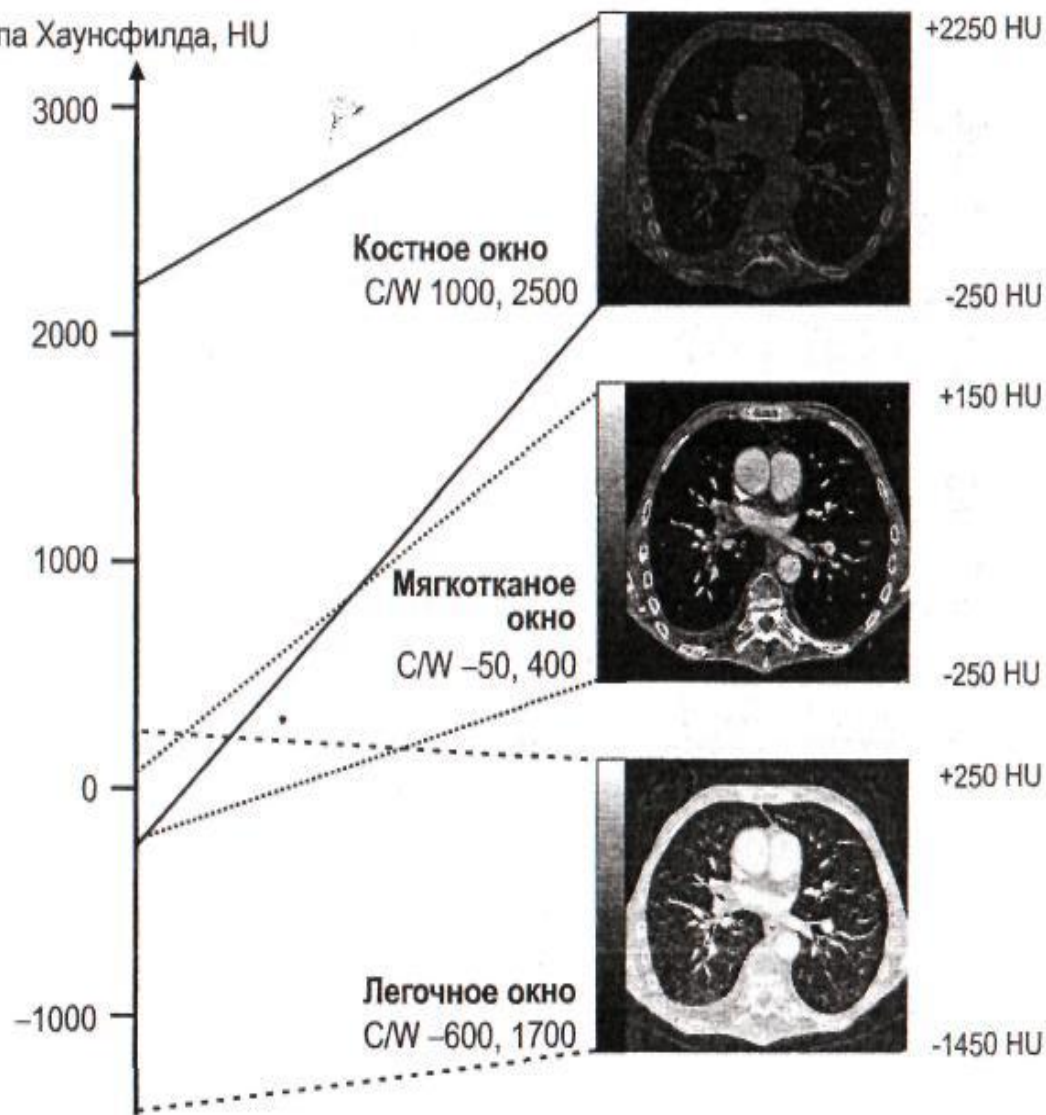 па Хаунсфилда, HU
3000
2000
1000
0
–1000
Костное окно
C/W 1000, 2500
+2250 HU
-250 HU
Мягкотканое
окно
C/W –50, 400
+150 HU
-250 HU
Легочное окно
C/W –600, 1700
+250 HU
-1450 HU